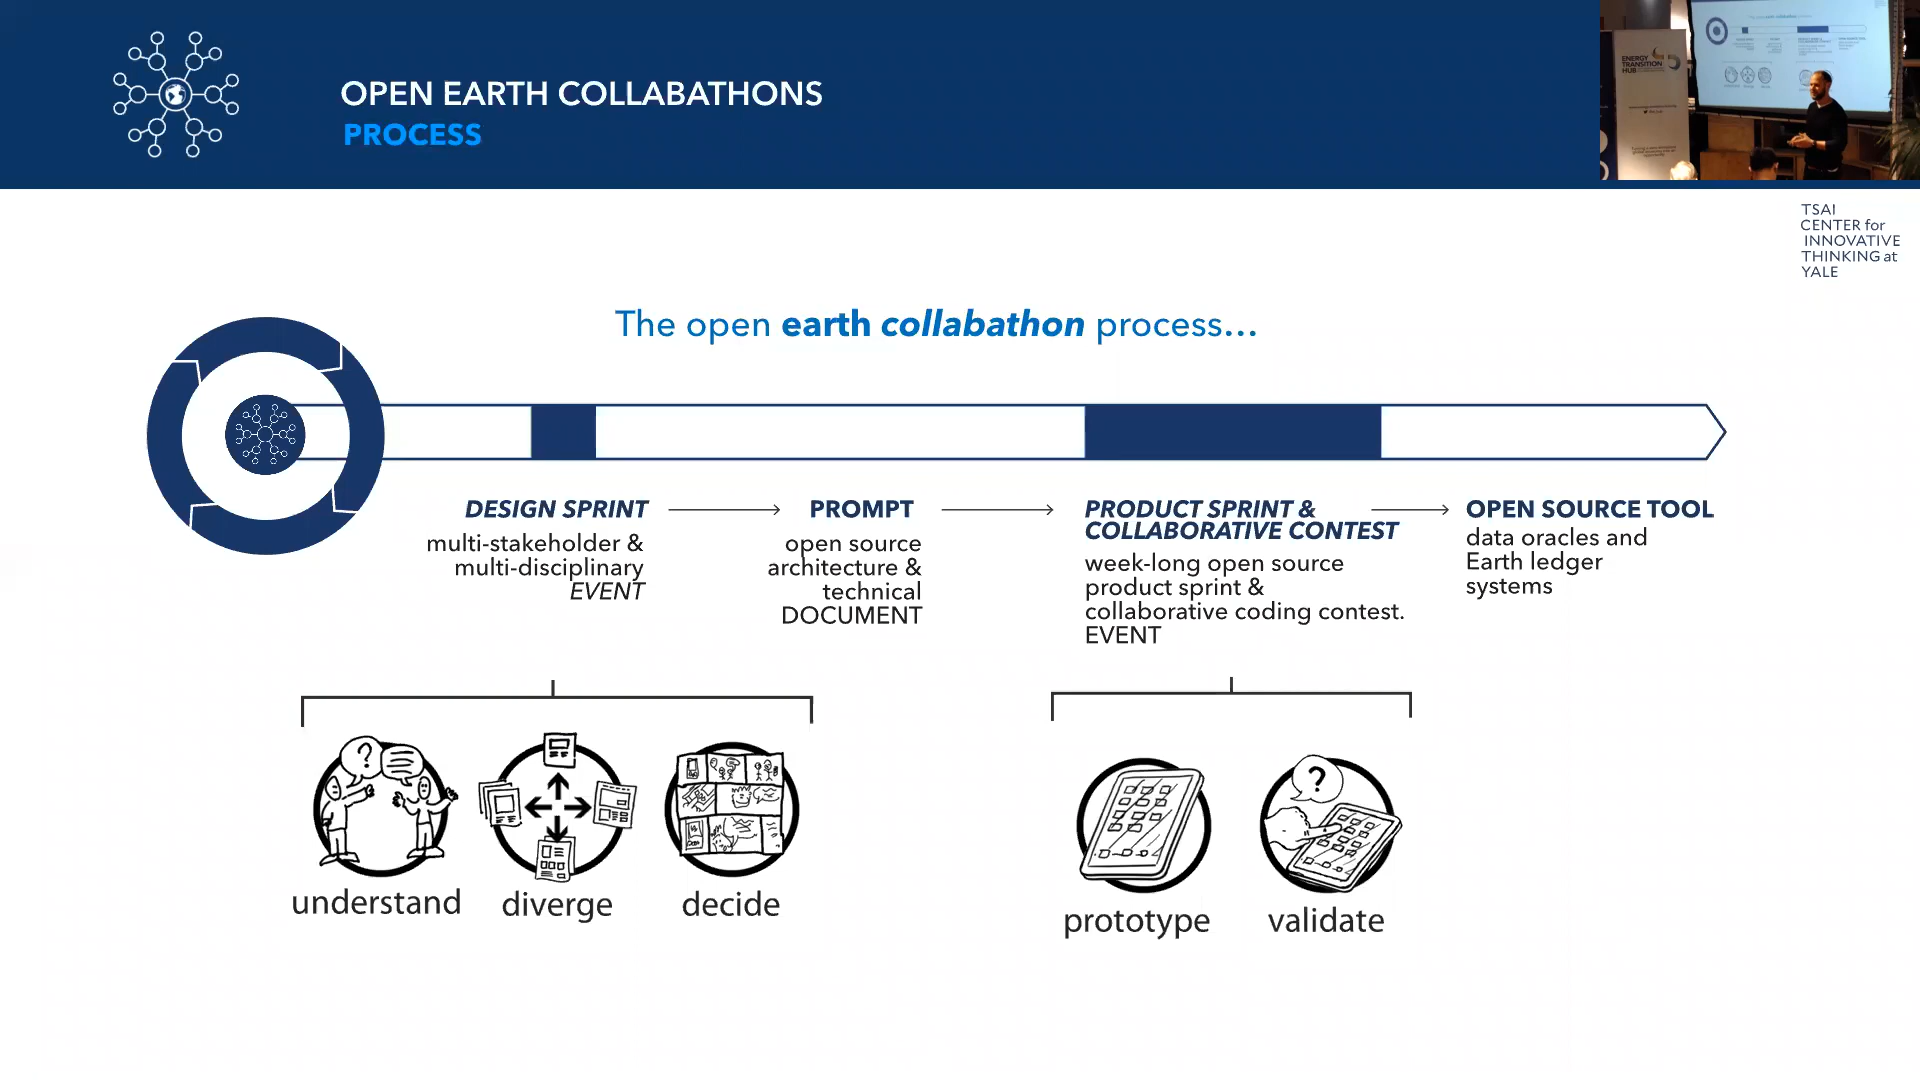 OPEN EARTH COLLABATHONS
PROCESS
ENERGY
TRANSITION
HUB
TSAI
CENTER for
INNOVATIVE
THINKING at
YALE
The open earth collabathon process...
DESIGN SPRINT
multi-stakeholder &
multi-disciplinary
EVENT
PROMPT
open source
architecture &
technical
DOCUMENT
PRODUCT SPRINT &
COLLABORATIVE CONTEST
week-long open source
product sprint &
collaborative coding contest.
EVENT
OPEN SOURCE TOOL
data oracles and
Earth ledger
systems
?
understand
diverge
decide
prototype
?
validate